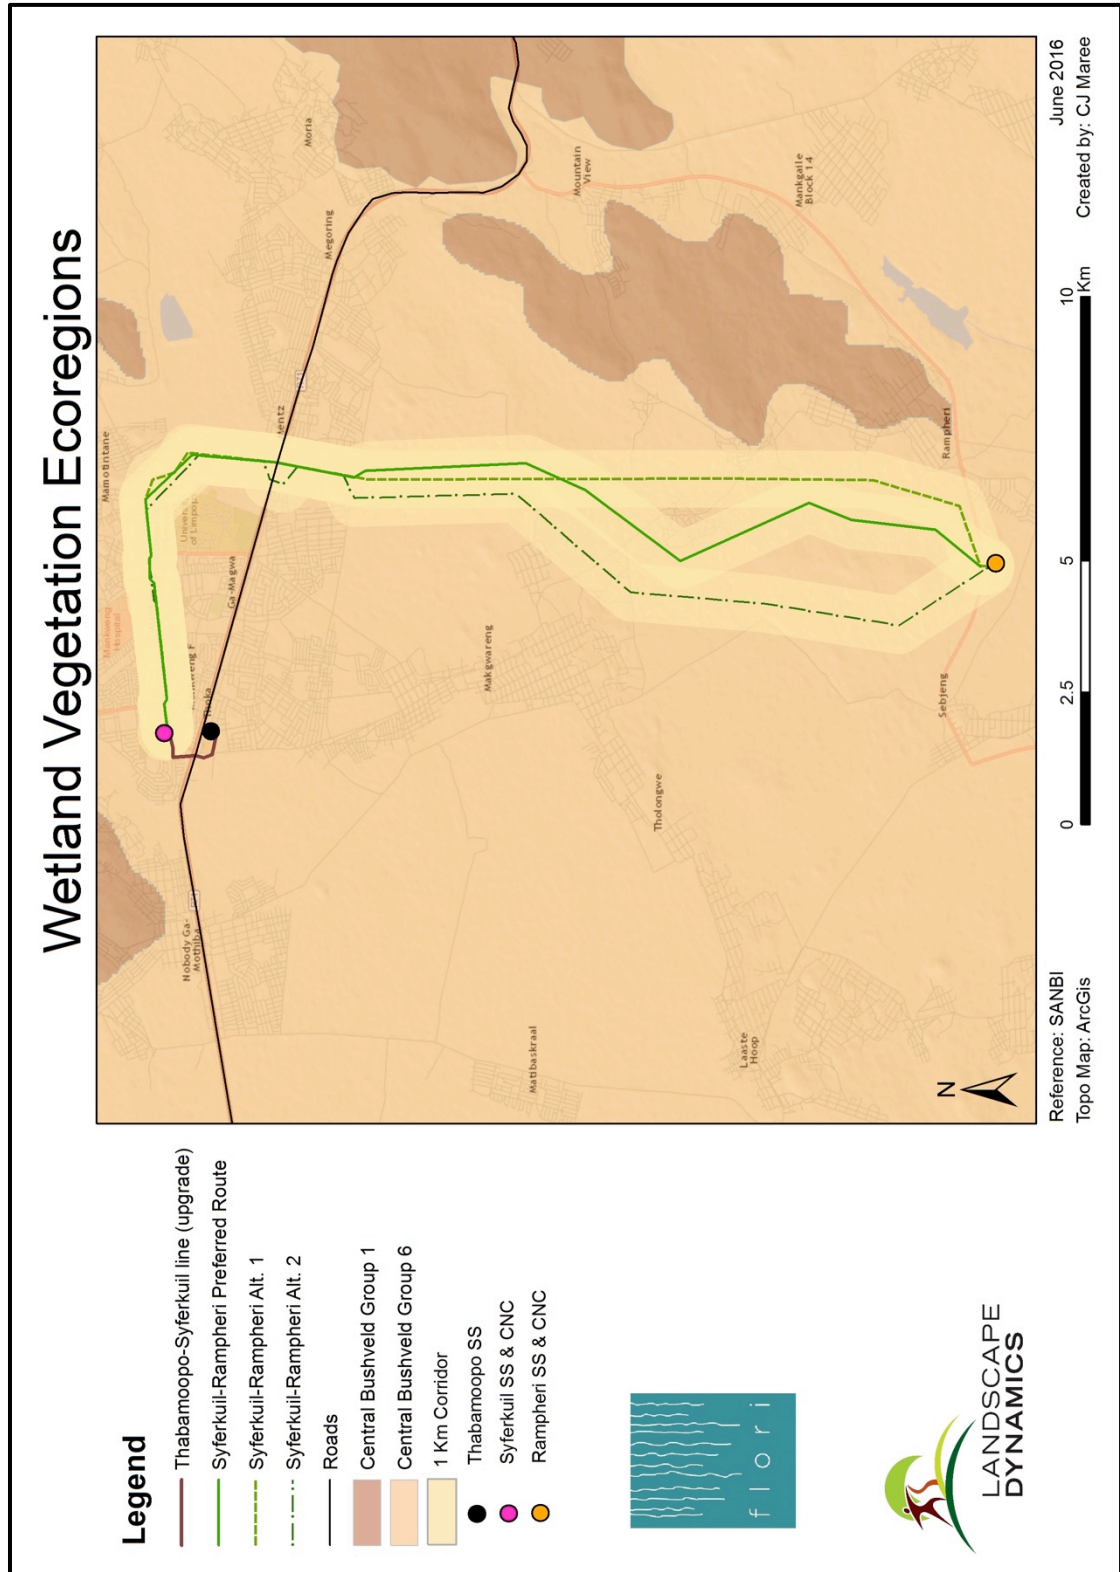 Wetland Vegetation Ecoregions
Legend
Thabamoopo-Syferkuil line (upgrade)
Syferkuil-Rampheri Preferred Route
Syferkuil-Rampheri Alt. 1
Syferkuil-Rampheri Alt. 2
Roads
Central Bushveld Group 1
Central Bushveld Group 6
1 Km Corridor
Thabamoopo SS
Syferkuil SS & CNC
Rampheri SS & CNC
flori
LANDSCAPE
DYNAMICS
Mamotintane
Mankweng
Hospital
Moria
Megoring
Ga-Magwa
Nobody Ga-
Mothiba
Makgwareng
Mountain
View
Matibaskraal
Tholongwe
Laaste
Hoop
Mankgaile
Block 14
Sebjeng
Rampheri
N
Reference: SANBI
Topo Map: ArcGis
0
2.5
5
10
Km
June 2016
Created by: CJ Maree